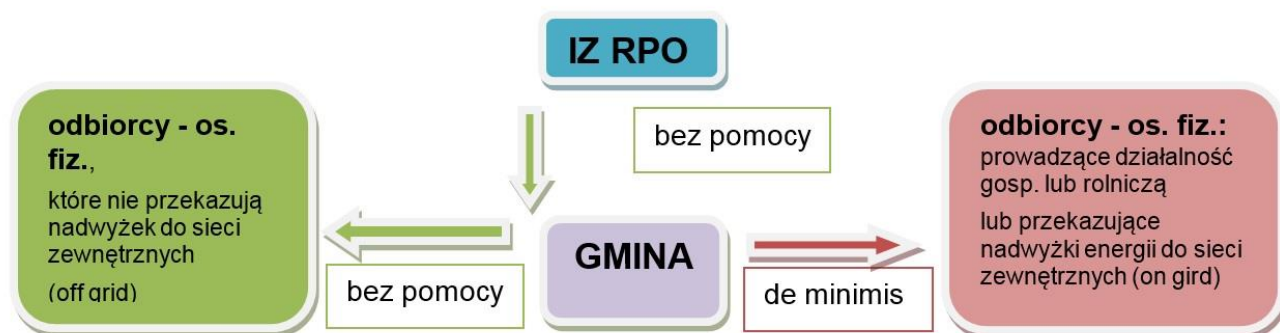 IZ RPO
bez pomocy
odbiorcy - os.
fiz.,
które nie przekazują
nadwyżek do sieci
zewnętrznych
(off grid)
bez pomocy
GMINA
de minimis
odbiorcy - os. fiz.:
prowadzące działalność
gosp. lub rolniczą
lub przekazujące
nadwyżki energii do sieci
zewnętrznych (on gird)